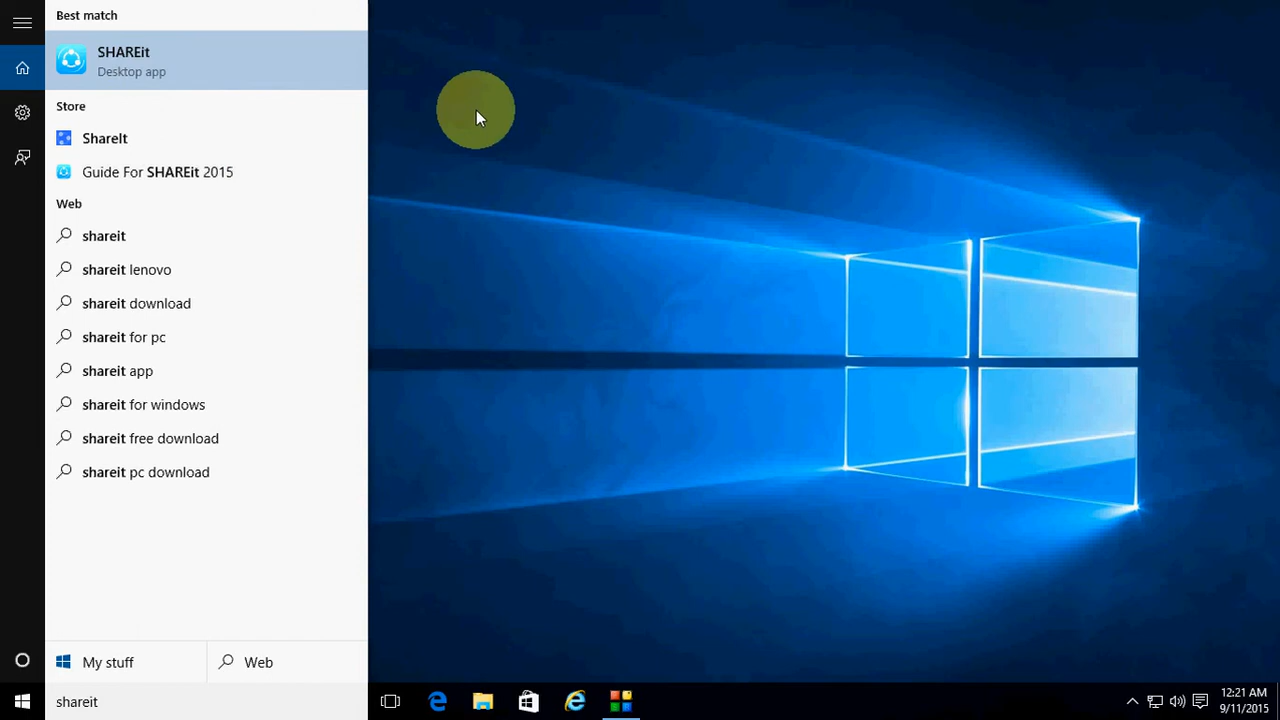 Best match
SHAREit
Desktop app
Store
ShareIt
Guide For SHAREit 2015
Web
shareit
shareit lenovo
shareit download
shareit for pc
shareit app
shareit for windows
shareit free download
shareit pc download
My stuff
Web
shareit
12:21 AM
9/11/2015